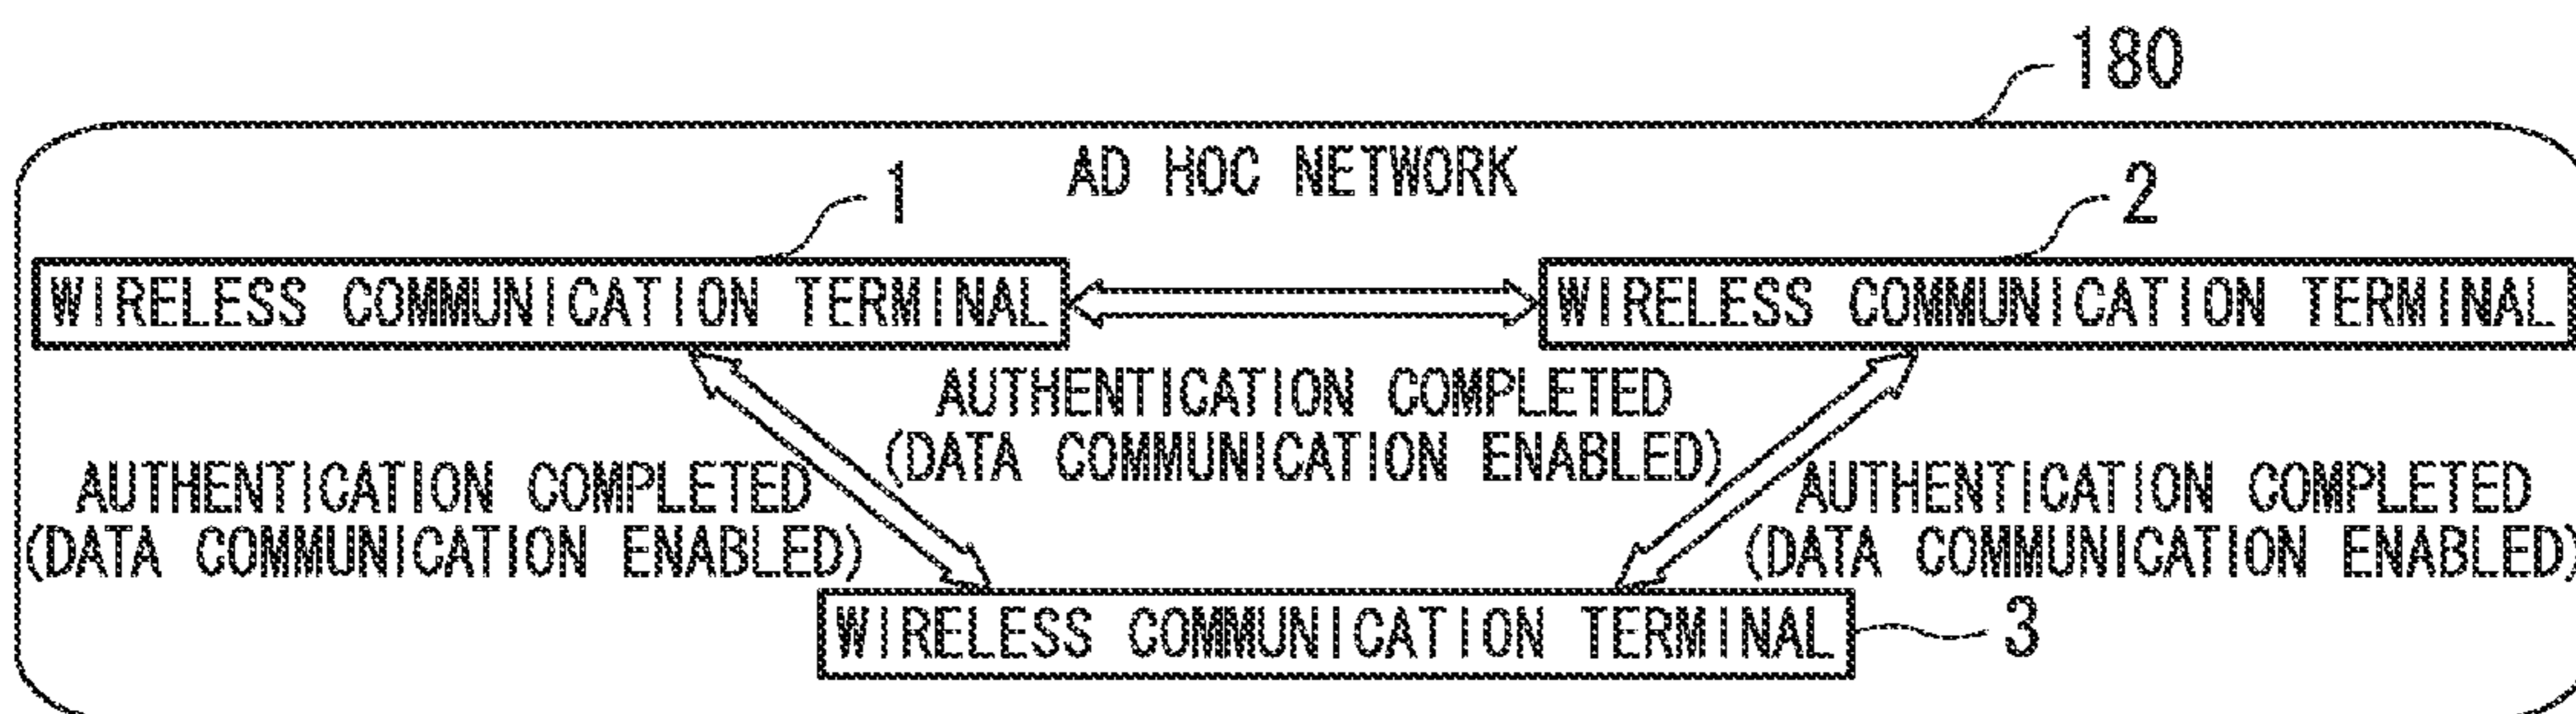 180
AD HOC NETWORK
1
2
WIRELESS COMMUNICATION TERMINAL
WIRELESS COMMUNICATION TERMINAL
AUTHENTICATION COMPLETED
(DATA COMMUNICATION ENABLED)
AUTHENTICATION COMPLETED
(DATA COMMUNICATION ENABLED)
AUTHENTICATION COMPLETED
(DATA COMMUNICATION ENABLED)
WIRELESS COMMUNICATION TERMINAL
3